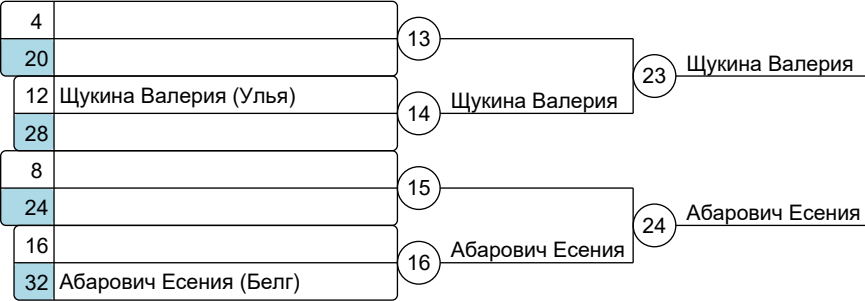 4
13
20
23 Щукина Валерия
12 Щукина Валерия (Улья)
14 Щукина Валерия
28
8
15
24
24 Абарович Есения
16
16 Абарович Есения
32 Абарович Есения (Белг)